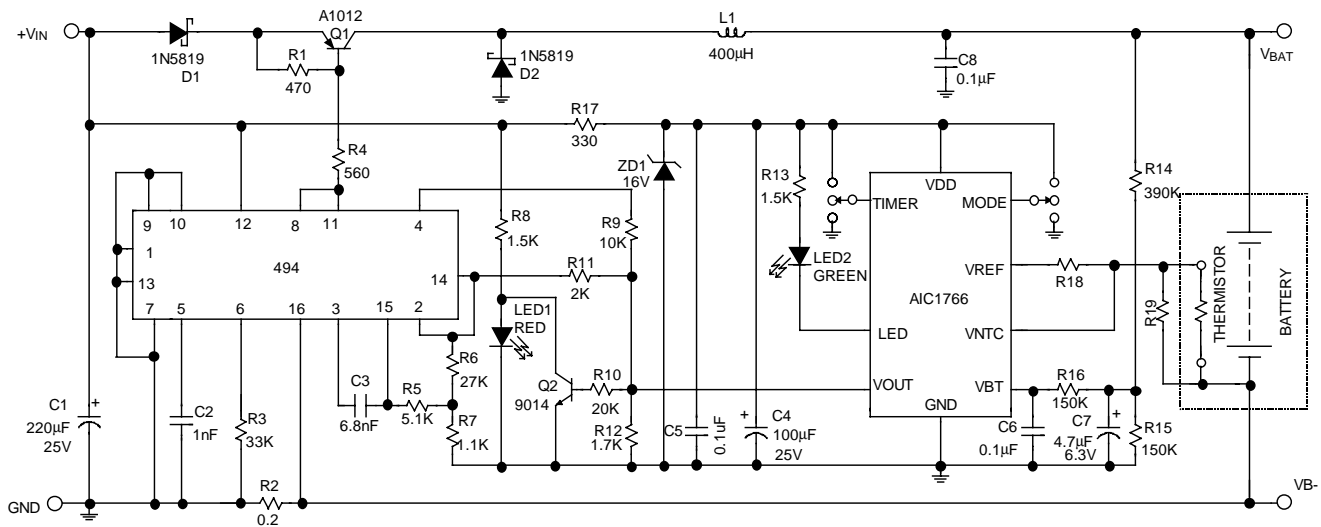 A1012
L1
+VIN
Q1
400μH
VBAT
1N5819
D1
R1
470
1N5819
D2
C8
0.1μF
R17
330
R4
560
ZD1
16V
R13
1.5K
VDD
R14
390K
9
10
12
8
11
4
R8
1.5K
R9
10K
TIMER
MODE
1
494
13
14
R11
2K
LED2
GREEN
VREF
R18
AIC1766
R19
THERMISTOR
BATTERY
7
5
6
16
3
15
2
LED1
RED
LED
VNTC
R6
27K
Q2
9014
R10
20K
VOUT
VBT
R16
150K
C1
+
220μF
25V
C2
1nF
R3
33K
C3
6.8nF
R5
5.1K
R7
1.1K
R12
1.7K
C5
0.1uF
+
C4
100μF
25V
GND
C6
0.1μF
C7
+
4.7μF
6.3V
R15
150K
GND
R2
0.2
VB-